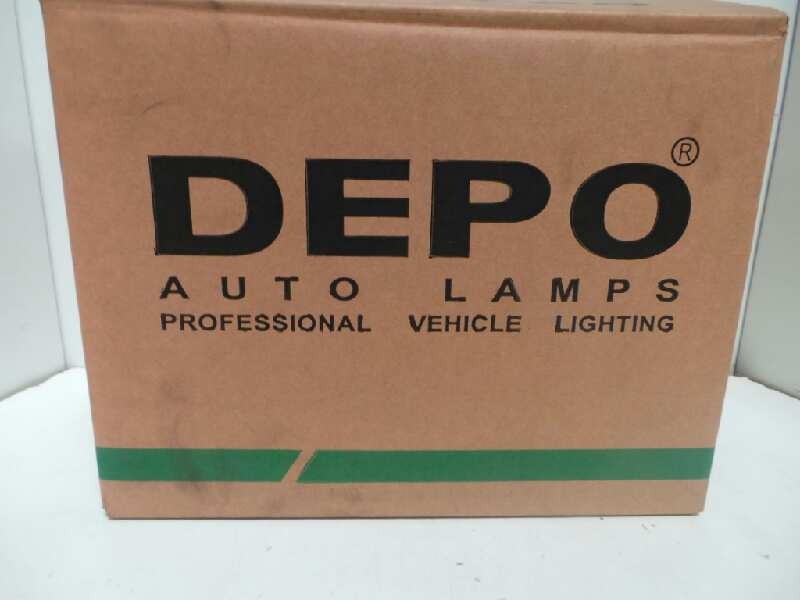 DEPO®
AUTO LAMPS
PROFESSIONAL VEHICLE LIGHTING